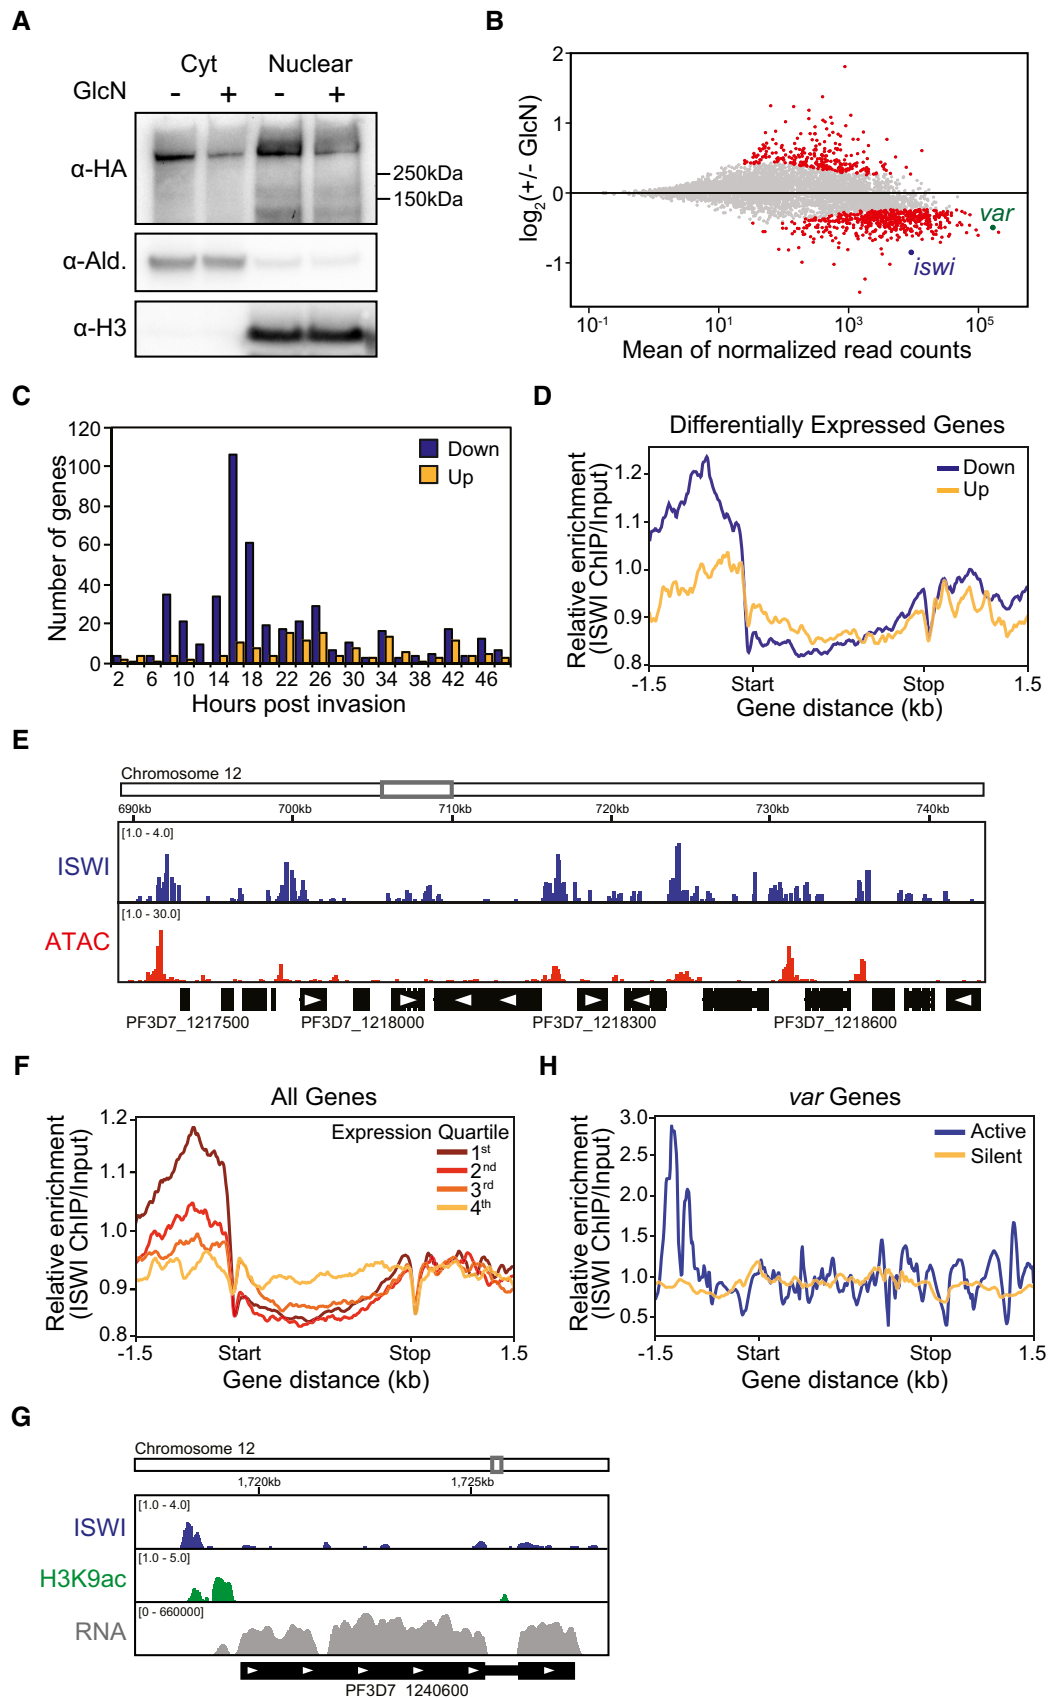 A
Cyt Nuclear
GlcN - + - +
α-HA
250kDa
150kDa
α-Ald.
α-H3
B
log2(+/- GlcN)
2
1
0
-1
var
iswi
10-1 101 103 105
Mean of normalized read counts
C
Number of genes
120
100
80
60
40
20
0
Down
Up
2 6 10 14 18 22 26 30 34 38 42 46
Hours post invasion
D
Differentially Expressed Genes
Relative enrichment
(ISWI ChIP/Input)
1.2
1.1
1.0
0.9
0.8
Down
Up
-1.5 Start Stop 1.5
Gene distance (kb)
E
Chromosome 12
690kb 700kb 710kb 720kb 730kb 740kb
[1.0 - 4.0]
ISWI
[1.0 - 30.0]
ATAC
PF3D7_1217500 PF3D7_1218000 PF3D7_1218300 PF3D7_1218600
F
All Genes
Relative enrichment
(ISWI ChIP/Input)
1.2
1.1
1.0
0.9
0.8
Expression Quartile
1st
2nd
3rd
4th
-1.5 Start Stop 1.5
Gene distance (kb)
H
var Genes
Relative enrichment
(ISWI ChIP/Input)
3.0
2.5
2.0
1.5
1.0
0.5
Active
Silent
-1.5 Start Stop 1.5
Gene distance (kb)
G
Chromosome 12
1,720kb 1,725kb
[1.0 - 4.0]
ISWI
[1.0 - 5.0]
H3K9ac
[0 - 660000]
RNA
PF3D7_1240600